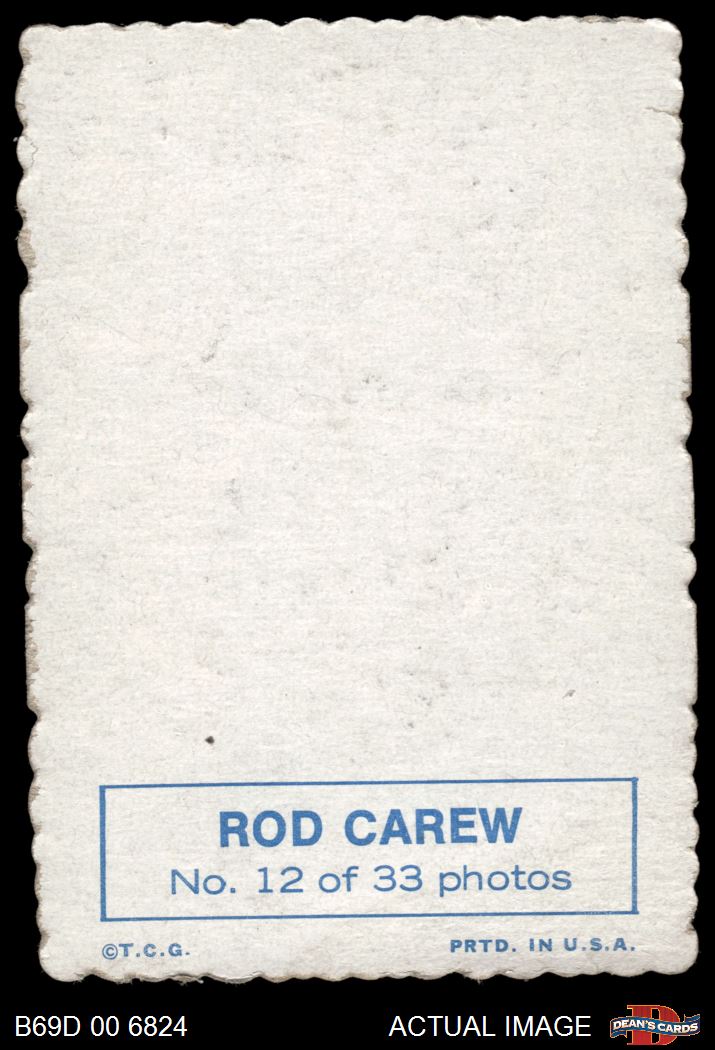 ROD CAREW
No. 12 of 33 photos
©T.C.G.
PRTD. IN U.S.A.
B69D 00 6824
ACTUAL IMAGE
DEAN'S CARDS